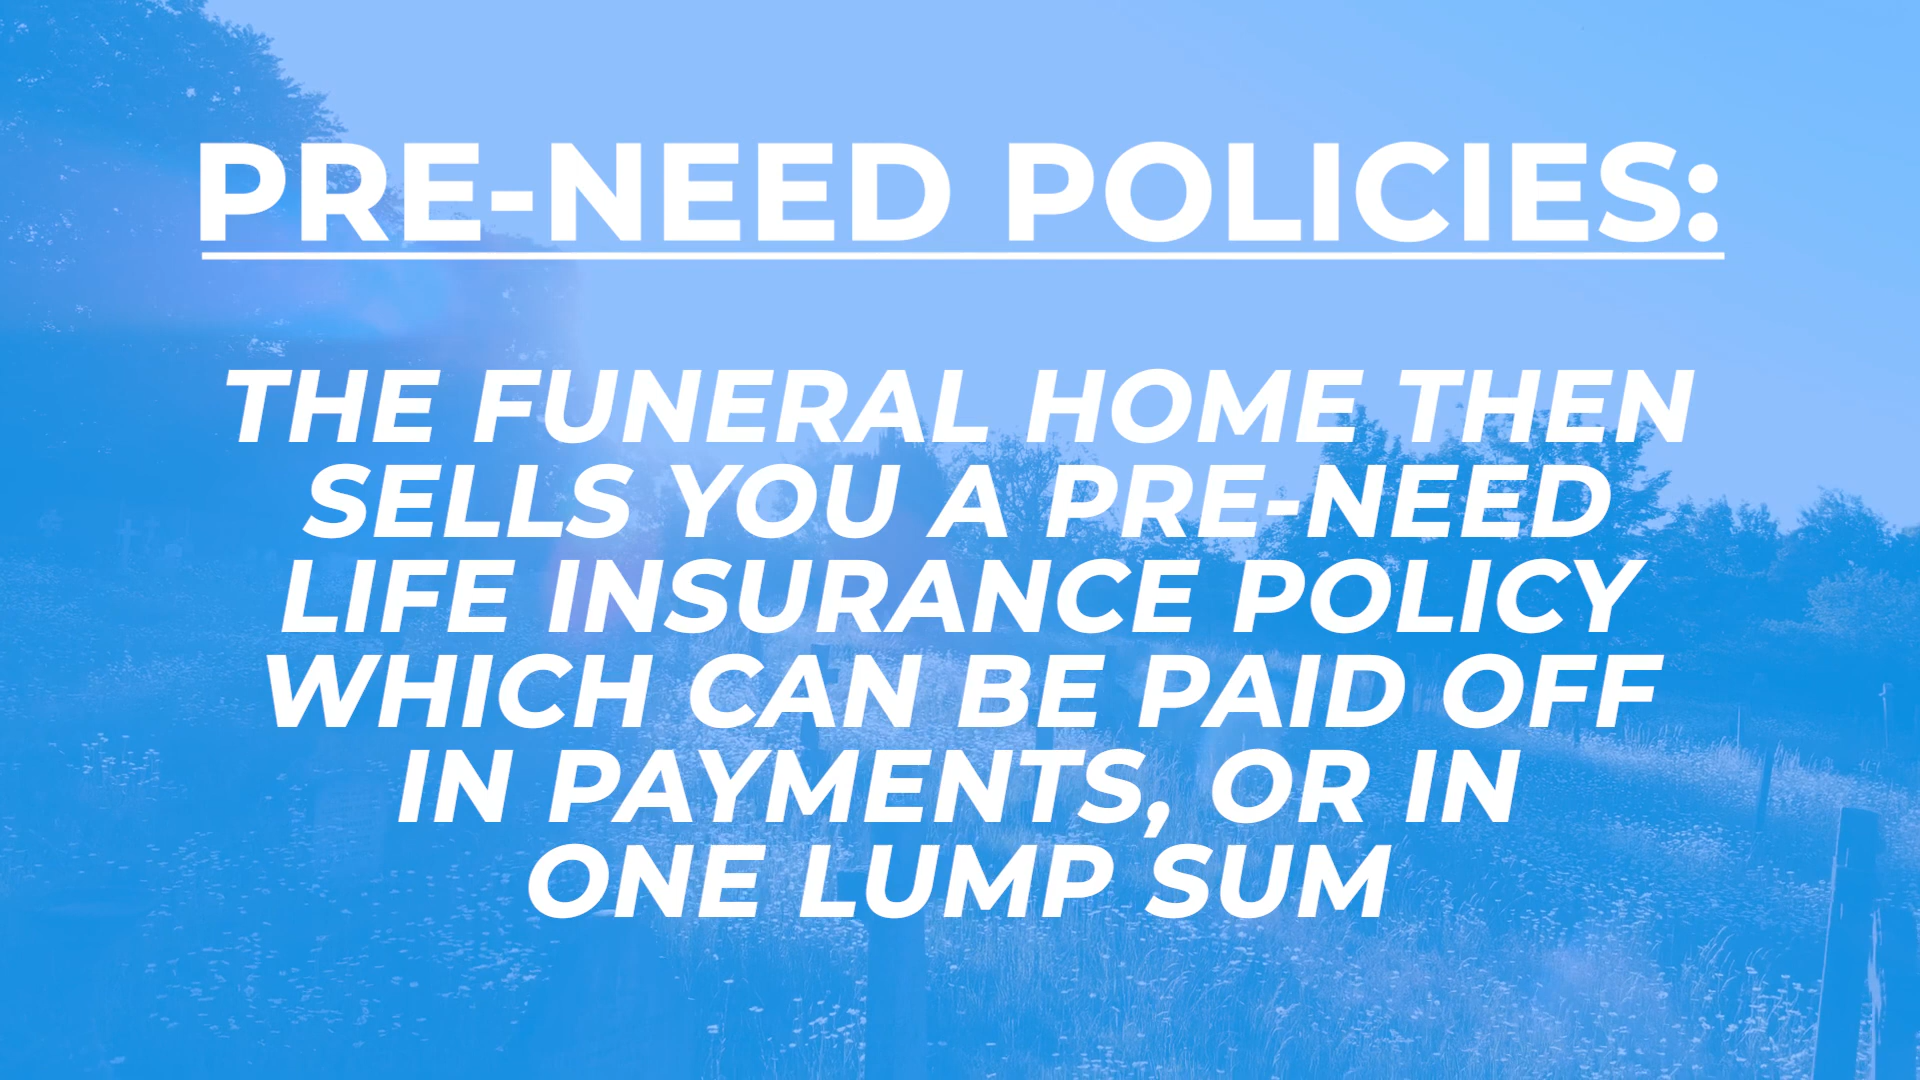 PRE-NEED POLICIES:
THE FUNERAL HOME THEN
SELLS YOU A PRE-NEED
LIFE INSURANCE POLICY
WHICH CAN BE PAID OFF
IN PAYMENTS, OR IN
ONE LUMP SUM